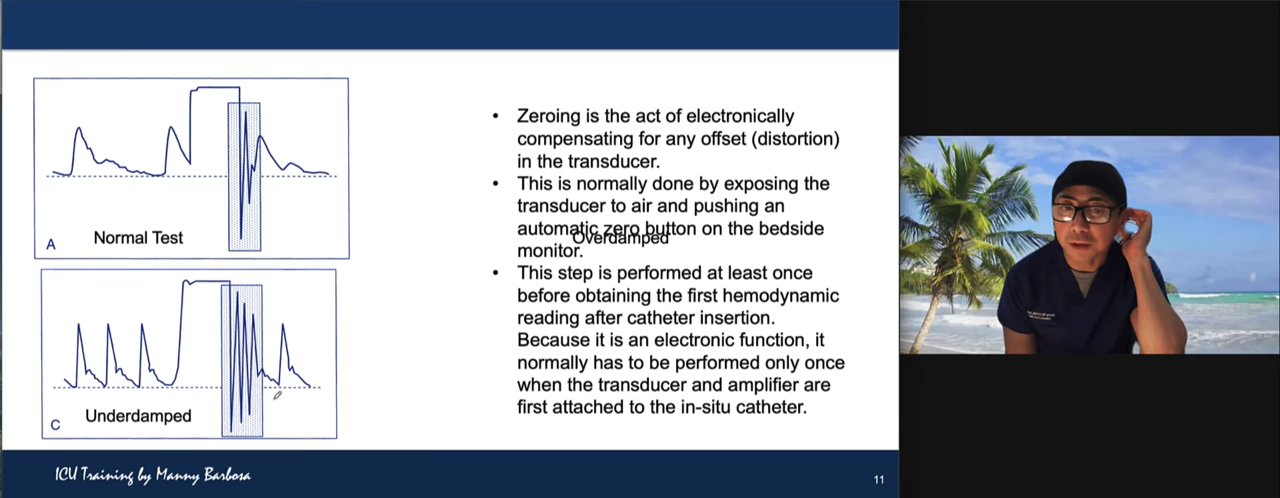 A
Normal Test
C
Underdamped
• Zeroing is the act of electronically
compensating for any offset (distortion)
in the transducer.
• This is normally done by exposing the
transducer to air and pushing an
automatic zero button on the bedside
Overdamped
monitor.
• This step is performed at least once
before obtaining the first hemodynamic
reading after catheter insertion.
Because it is an electronic function, it
normally has to be performed only once
when the transducer and amplifier are
first attached to the in-situ catheter.
ICU Training by Manny Barbosa
11